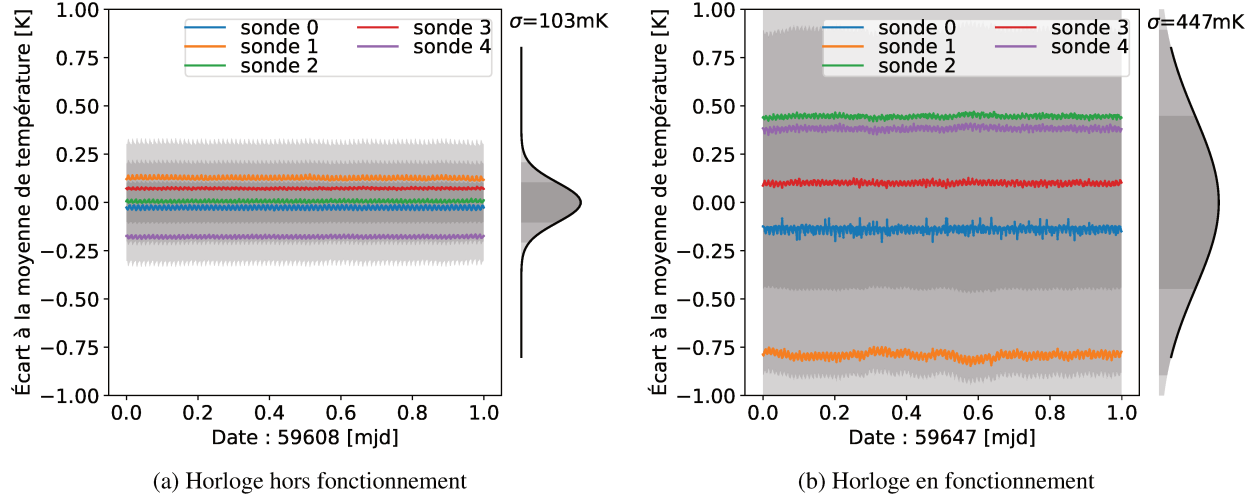 Écart à la moyenne de température [K]
1.00
0.75
0.50
0.25
0.00
−0.25
−0.50
−0.75
−1.00
sonde 0
sonde 1
sonde 2
sonde 3
sonde 4
σ=103mK
0.0 0.2 0.4 0.6 0.8 1.0
Date : 59608 [mjd]
(a) Horloge hors fonctionnement
Écart à la moyenne de température [K]
1.00
0.75
0.50
0.25
0.00
−0.25
−0.50
−0.75
−1.00
sonde 0
sonde 1
sonde 2
sonde 3
sonde 4
σ=447mK
0.0 0.2 0.4 0.6 0.8 1.0
Date : 59647 [mjd]
(b) Horloge en fonctionnement